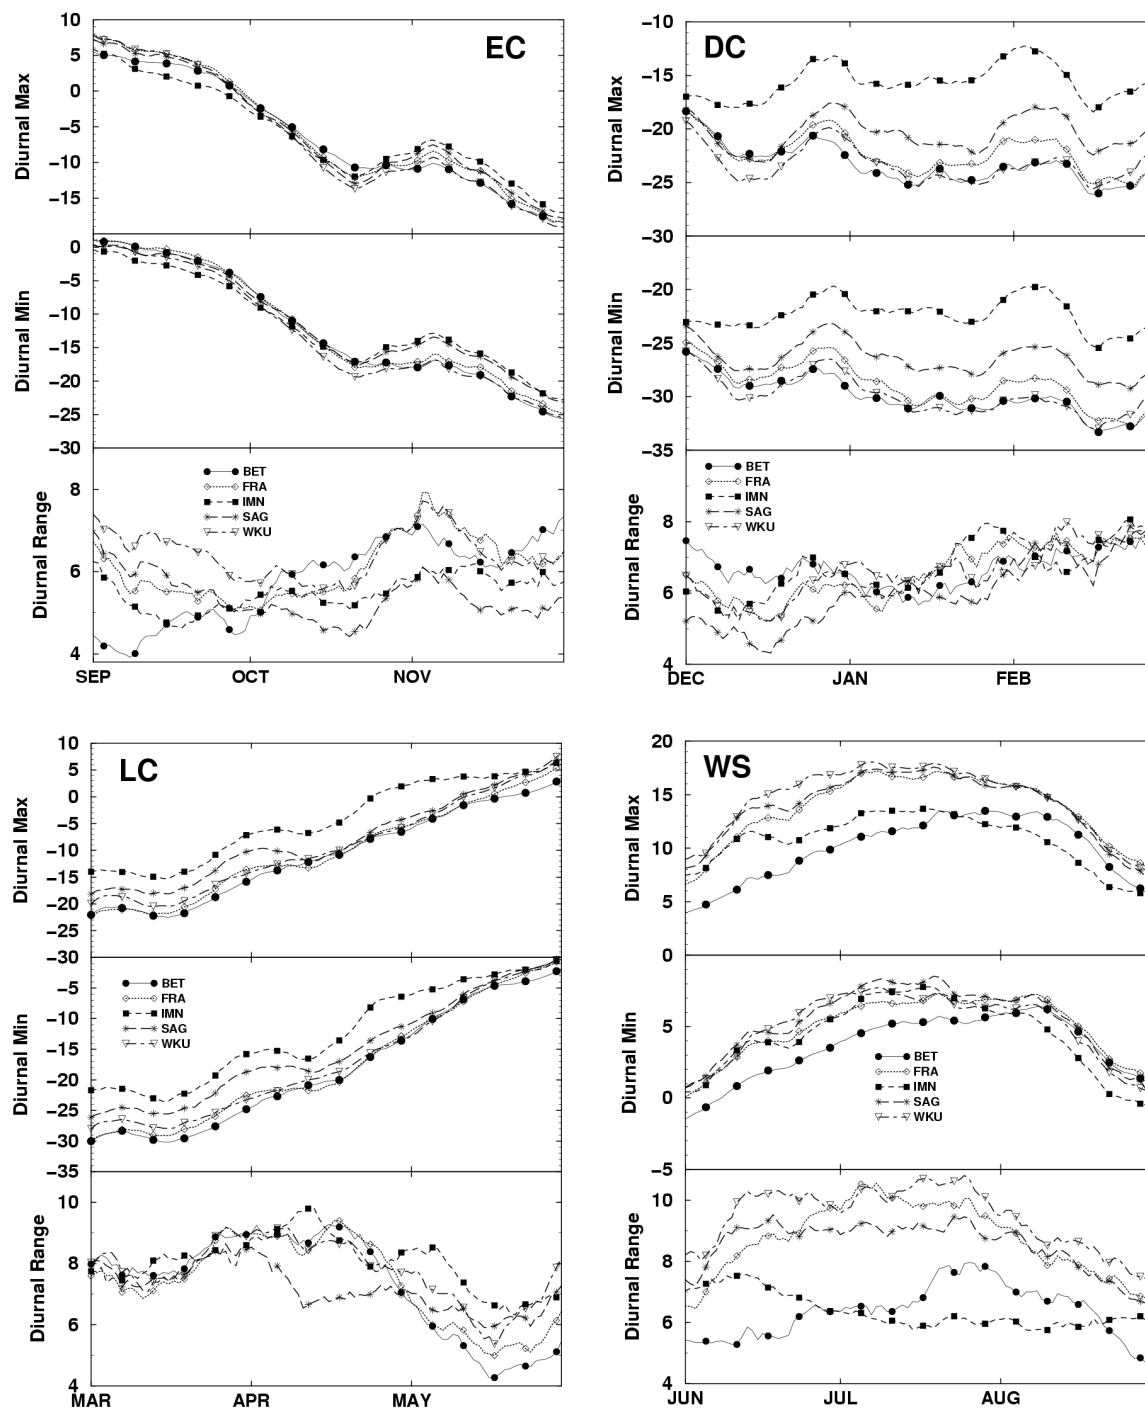 EC
Diurnal Max
10
5
0
−5
−10
−15
Diurnal Min
0
−5
−10
−15
−20
−25
−30
Diurnal Range
8
6
4
BET
FRA
IMN
SAG
WKU
SEP OCT NOV
DC
Diurnal Max
−10
−15
−20
−25
−30
Diurnal Min
−20
−25
−30
−35
Diurnal Range
8
6
4
BET
FRA
IMN
SAG
WKU
DEC JAN FEB
LC
Diurnal Max
10
5
0
−5
−10
−15
−20
−25
−30
Diurnal Min
−5
−10
−15
−20
−25
−30
−35
BET
FRA
IMN
SAG
WKU
Diurnal Range
10
8
6
4
MAR APR MAY
WS
Diurnal Max
20
15
10
5
0
Diurnal Min
5
0
−5
BET
FRA
IMN
SAG
WKU
Diurnal Range
10
8
6
4
JUN JUL AUG